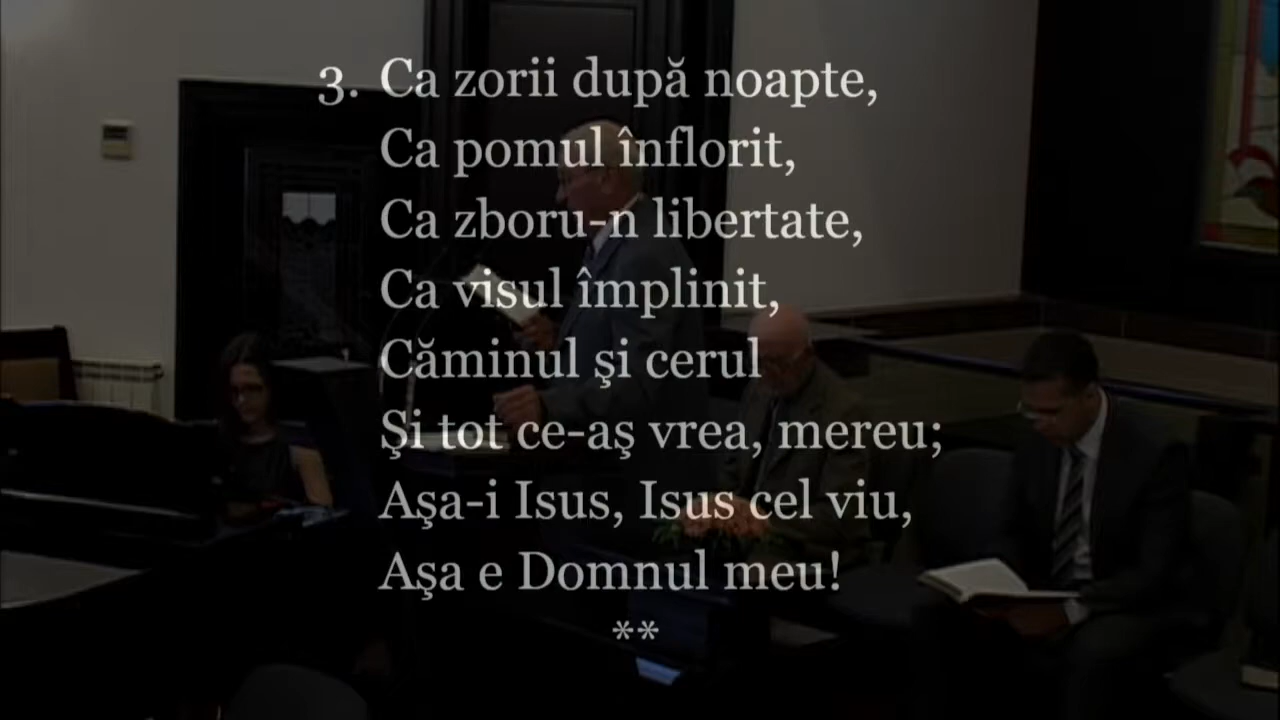 3. Ca zorii după noapte,
Ca pomul înflorit,
Ca zboru-n libertate,
Ca visul împlinit,
Căminul şi cerul
Şi tot ce-aş vrea, mereu;
Aşa-i Isus, Isus cel viu,
Aşa e Domnul meu!
**